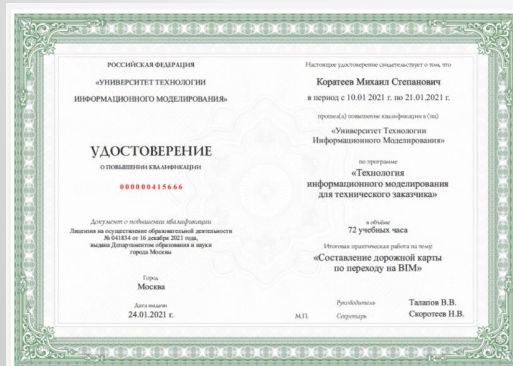 РОССИЙСКАЯ ФЕДЕРАЦИЯ
«УНИВЕРСИТЕТ ТЕХНОЛОГИИ
ИНФОРМАЦИОННОГО МОДЕЛИРОВАНИЯ»
УДОСТОВЕРЕНИЕ
О ПОВЫШЕНИИ КВАЛИФИКАЦИИ
000000415666
Документ о повышении квалификации
Лицензия на осуществление образовательной деятельности
№ 041834 от 16 декабря 2021 года,
выдана Департаментом образования и науки
города Москвы
Город
Москва
Дата выдачи
24.01.2021 г.
Настоящее удостоверение свидетельствует о том, что
Коратеев Михаил Степанович
в период с 10.01 2021 г. по 21.01.2021 г.
прошел(а) повышение квалификации в (на)
«Университет Технологии
Информационного Моделирования»
по программе
«Технология
информационного моделирования
для технического заказчика»
в объёме
72 учебных часа
Итоговая практическая работа на тему:
«Составление дорожной карты
по переходу на BIM»
Руководитель Талапов В.В.
М.П. Секретарь Скоротеев Н.В.